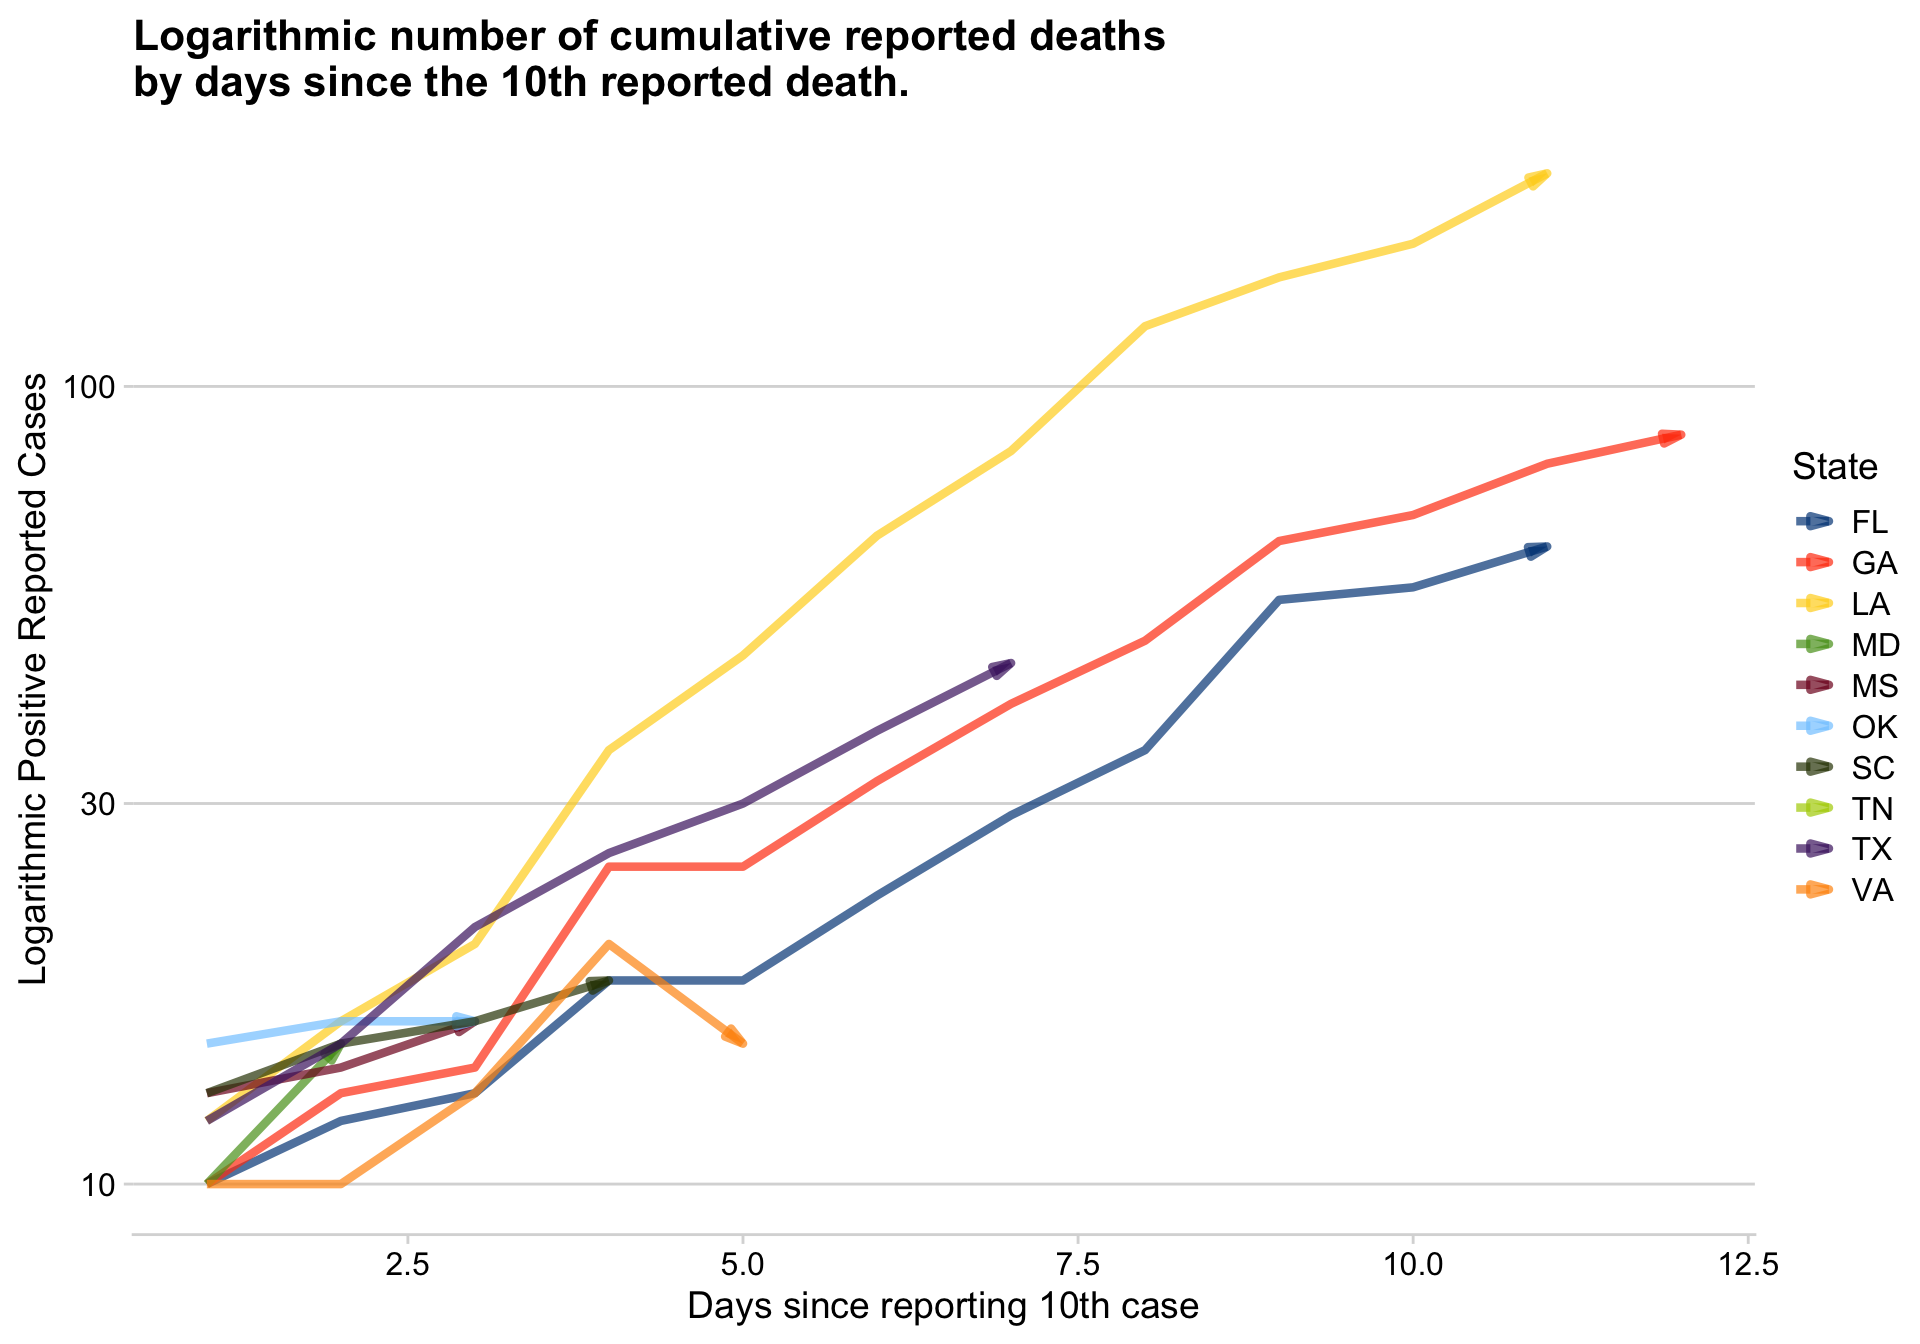 Logarithmic number of cumulative reported deaths
by days since the 10th reported death.
Logarithmic Positive Reported Cases
100
30
10
2.5
5.0
7.5
10.0
12.5
Days since reporting 10th case
State
FL
GA
LA
MD
MS
OK
SC
TN
TX
VA